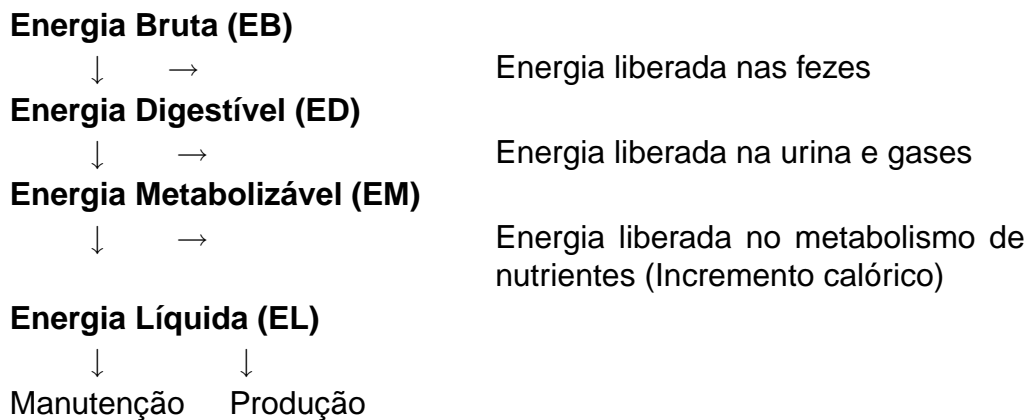 Energia Bruta (EB)
↓ → Energia liberada nas fezes
Energia Digestível (ED)
↓ → Energia liberada na urina e gases
Energia Metabolizável (EM)
↓ → Energia liberada no metabolismo de
nutrientes (Incremento calórico)
Energia Líquida (EL)
↓ ↓
Manutenção Produção